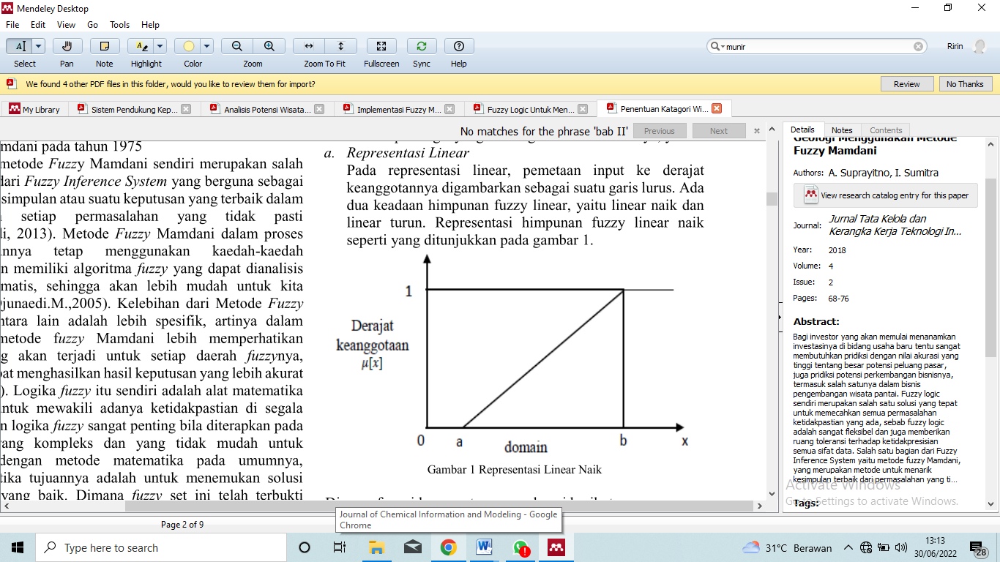 Mendeley Desktop
File Edit View Go Tools Help
Select Pan Note Highlight Color Zoom Zoom To Fit Fullscreen Sync Help
munir
Ririn
We found 4 other PDF files in this folder, would you like to review them for import?
Review No Thanks
My Library Sistem Pendukung Kep... Analisis Potensi Wisata... Implementasi Fuzzy M... Fuzzy Logic Untuk Men... Penentuan Katagori Wi...
No matches for the phrase 'bab II' Previous Next
mdani pada tahun 1975
metode Fuzzy Mamdani sendiri merupakan salah
dari Fuzzy Inference System yang berguna sebagai
simpulan atau suatu keputusan yang terbaik dalam
setiap permasalahan yang tidak pasti
li, 2013). Metode Fuzzy Mamdani dalam proses
annya tetap menggunakan kaedah-kaedah
n memiliki algoritma fuzzy yang dapat dianalisis
matis, sehingga akan lebih mudah untuk kita
junaedi.M.,2005). Kelebihan dari Metode Fuzzy
ntara lain adalah lebih spesifik, artinya dalam
metode fuzzy Mamdani lebih memperhatikan
g akan terjadi untuk setiap daerah fuzzynya,
pat menghasilkan hasil keputusan yang lebih akurat
). Logika fuzzy itu sendiri adalah alat matematika
untuk mewakili adanya ketidakpastian di segala
n logika fuzzy sangat penting bila diterapkan pada
yang kompleks dan yang tidak mudah untuk
dengan metode matematika pada umumnya,
tika tujuannya adalah untuk menemukan solusi
yang baik. Dimana fuzzy set ini telah terbukti
a. Representasi Linear
Pada representasi linear, pemetaan input ke derajat
keanggotannya digambarkan sebagai suatu garis lurus. Ada
dua keadaan himpunan fuzzy linear, yaitu linear naik dan
linear turun. Representasi himpunan fuzzy linear naik
seperti yang ditunjukkan pada gambar 1.
1
Derajat
keanggotaan
μ[x]
0 a domain b x
Gambar 1 Representasi Linear Naik
Page 2 of 9
Details Notes Contents
Geologi Menggunakan Metode
Fuzzy Mamdani
Authors: A. Suprayitno, I. Sumitra
View research catalog entry for this paper
Journal: Jurnal Tata Kelola dan
Kerangka Kerja Teknologi In...
Year: 2018
Volume: 4
Issue: 2
Pages: 68-76
Abstract:
Bagi investor yang akan memulai menanamkan
investasinya di bidang usaha baru tentu sangat
membutuhkan pridiksi dengan nilai akurasi yang
tinggi tentang besar potensi peluang pasar,
juga pridiksi potensi perkembangan bisnisnya,
termasuk salah satunya dalam bisnis
pengembangan wisata pantai. Fuzzy logic
sendiri merupakan salah satu solusi yang tepat
untuk memecahkan semua permasalahan
ketidakpastian yang ada, sebab fuzzy logic
adalah sangat fleksibel dan juga memberikan
ruang toleransi terhadap ketidakpresisian
semua sifat data. Salah satu bagian dari Fuzzy
Inference System yaitu metode fuzzy Mamdani,
yang merupakan metode untuk menarik
kesimpulan terbaik dari permasalahan yang ti...
Activate Windows
Go to Settings to activate Windows.
Tags:
Journal of Chemical Information and Modeling - Google
Chrome
Type here to search
31°C Berawan
13:13
30/06/2022
28